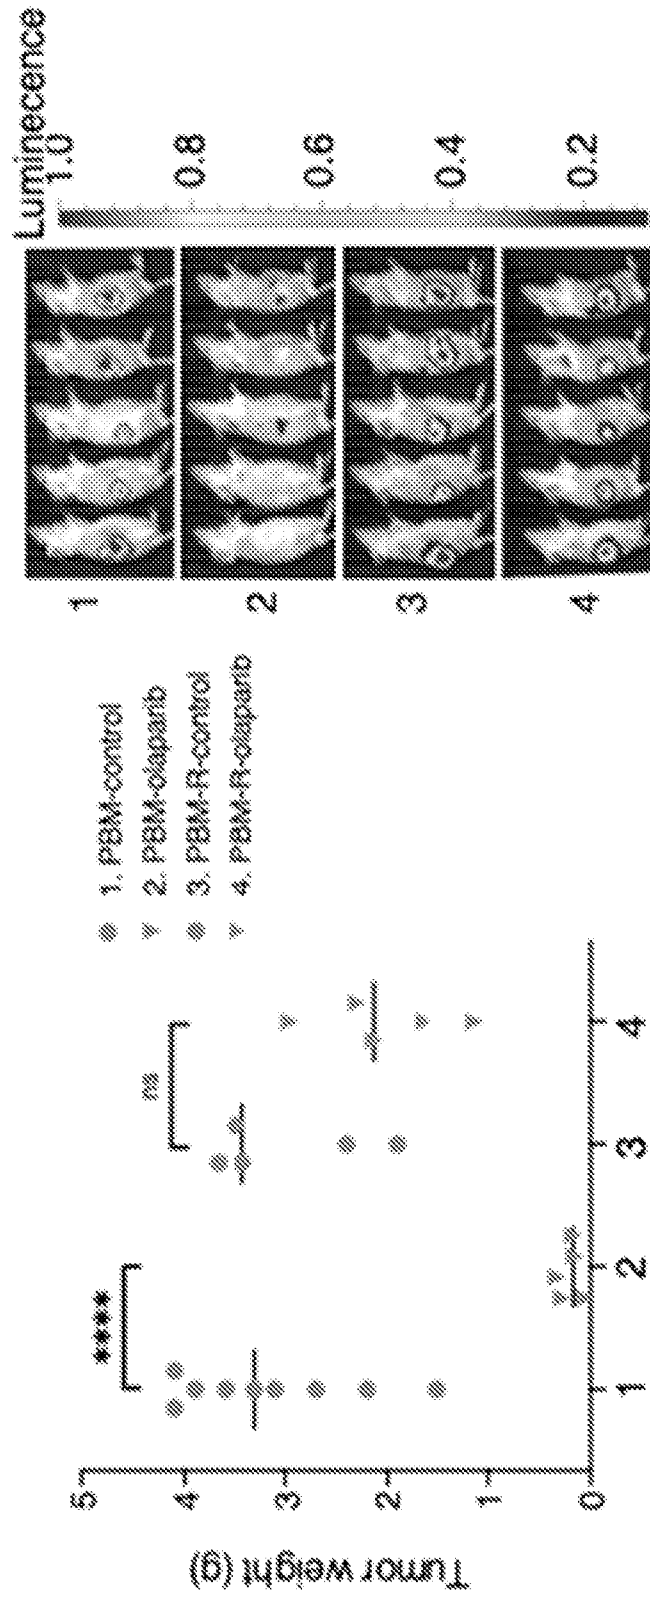 Tumor weight (g)
5
4
3
2
1
0
****
ns
1
2
3
4
1. PBM-control
2. PBM-olaparib
3. PBM-R-control
4. PBM-R-olaparib
1
2
3
4
Luminecence
1.0
0.8
0.6
0.4
0.2